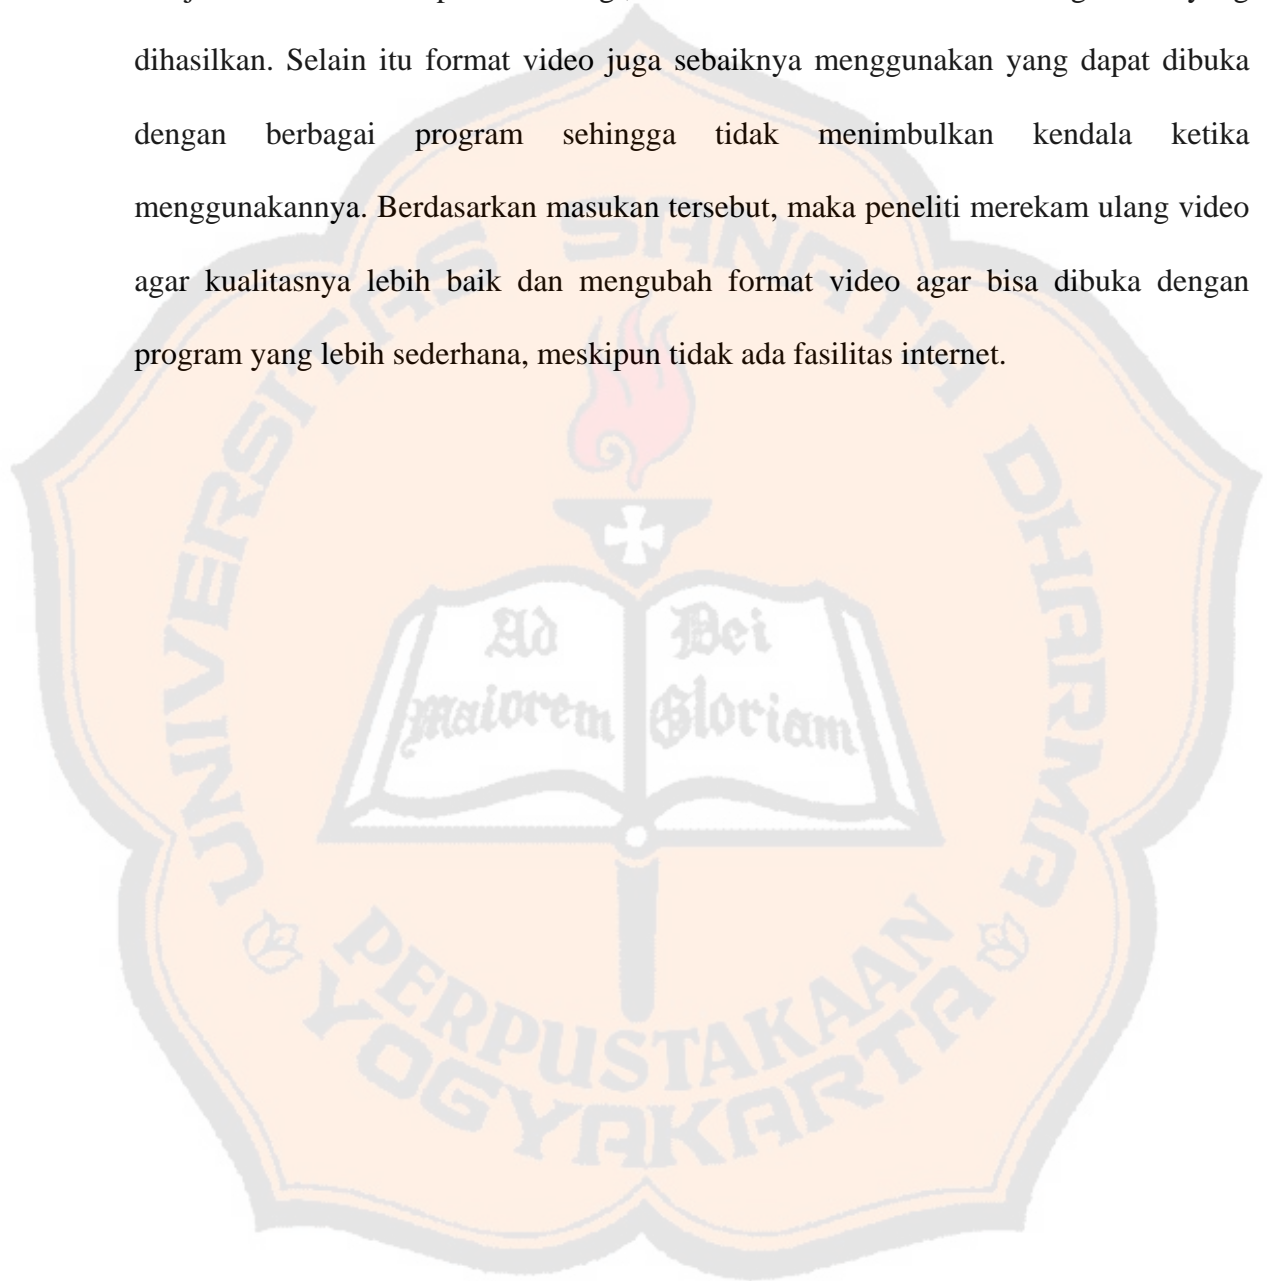 dihasilkan. Selain itu format video juga sebaiknya menggunakan yang dapat dibuka
dengan berbagai program sehingga tidak menimbulkan kendala ketika
menggunakannya. Berdasarkan masukan tersebut, maka peneliti merekam ulang video
agar kualitasnya lebih baik dan mengubah format video agar bisa dibuka dengan
program yang lebih sederhana, meskipun tidak ada fasilitas internet.
UNIVERSITAS SANATA DHARMA
Ad
maiorem
Dei
Gloriam
PERPUSTAKAAN
YOGYAKARTA